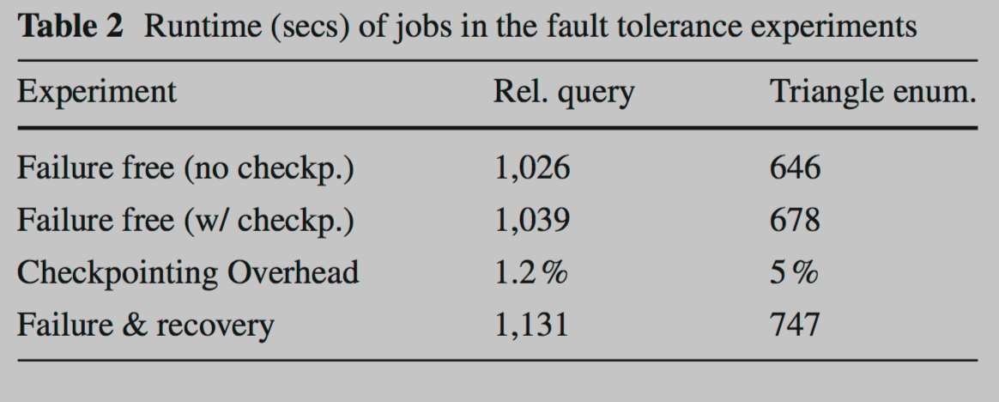 Table 2 Runtime (secs) of jobs in the fault tolerance experiments
Experiment Rel. query Triangle enum.
Failure free (no checkp.) 1,026 646
Failure free (w/ checkp.) 1,039 678
Checkpointing Overhead 1.2 % 5 %
Failure & recovery 1,131 747